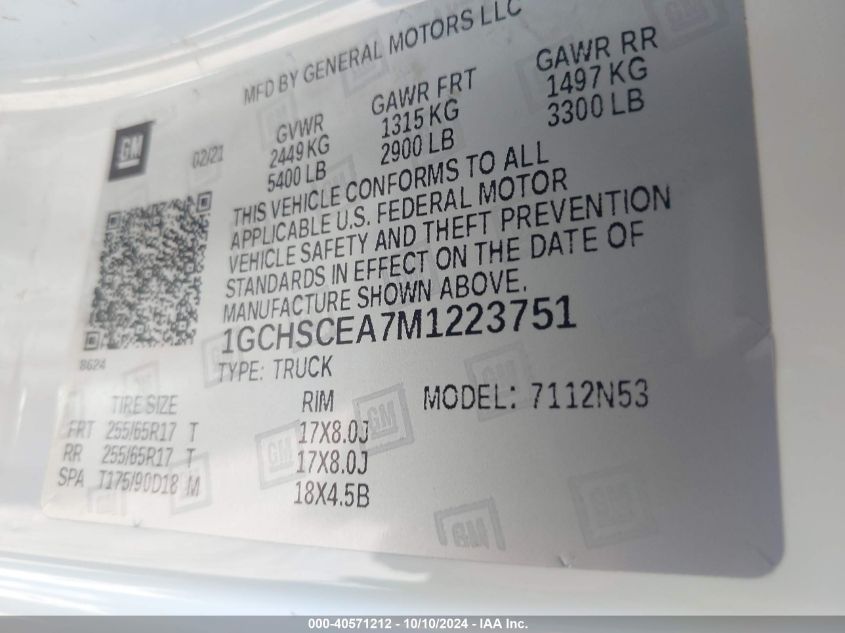 MFD BY GENERAL MOTORS LLC
GM
02/21
GVWR GAWR FRT GAWR RR
2449 KG 1315 KG 1497 KG
5400 LB 2900 LB 3300 LB
THIS VEHICLE CONFORMS TO ALL
APPLICABLE U.S. FEDERAL MOTOR
VEHICLE SAFETY AND THEFT PREVENTION
STANDARDS IN EFFECT ON THE DATE OF
MANUFACTURE SHOWN ABOVE.
1GCHSCEA7M1223751
8624
TYPE: TRUCK
MODEL: 7112N53
TIRE SIZE RIM
FRT 255/65R17 T 17X8.0J
RR 255/65R17 T 17X8.0J
SPA T175/90D18 M 18X4.5B
GM
GM
GM
GM
000-40571212 - 10/10/2024 - IAA Inc.